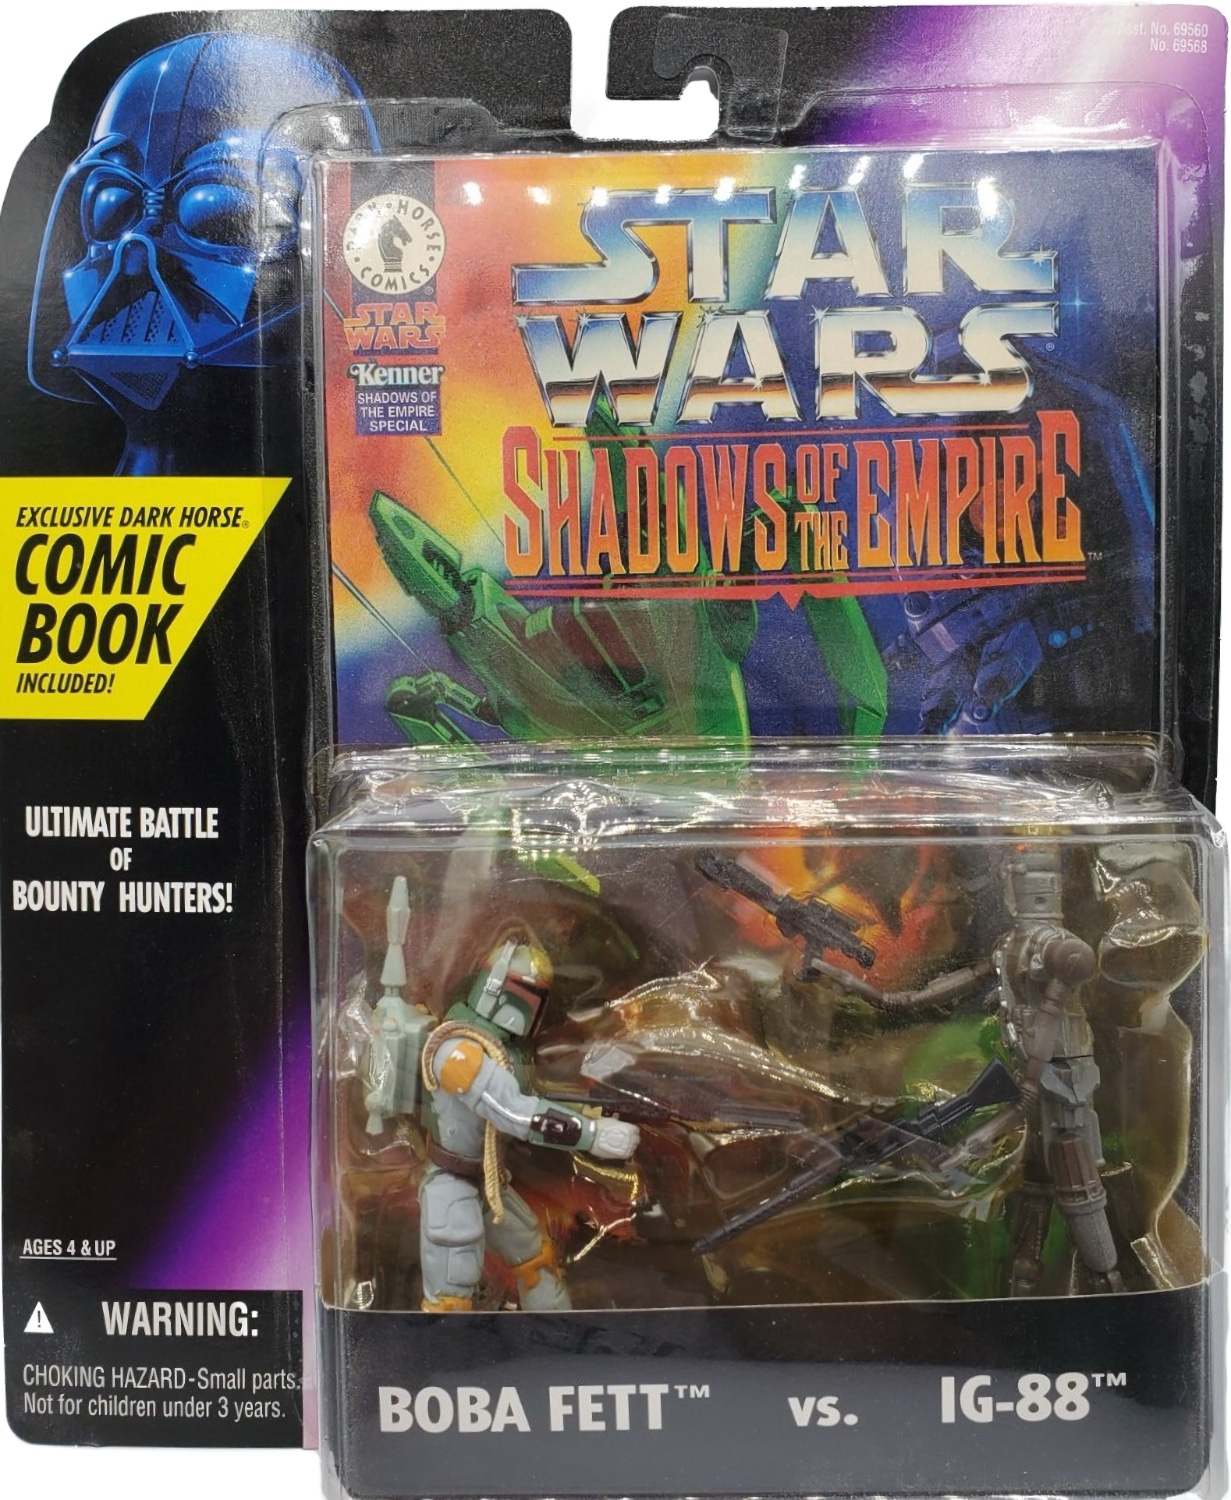 Asst. No. 69560
No. 69568
DARK HORSE COMICS
STAR
WARS
Kenner
SHADOWS OF
THE EMPIRE
SPECIAL
STAR
WARS®
SHADOWS OF THE EMPIRE™
EXCLUSIVE DARK HORSE®
COMIC
BOOK
INCLUDED!
ULTIMATE BATTLE
OF
BOUNTY HUNTERS!
AGES 4 & UP
WARNING:
CHOKING HAZARD-Small parts.
Not for children under 3 years.
BOBA FETT™ vs. IG-88™